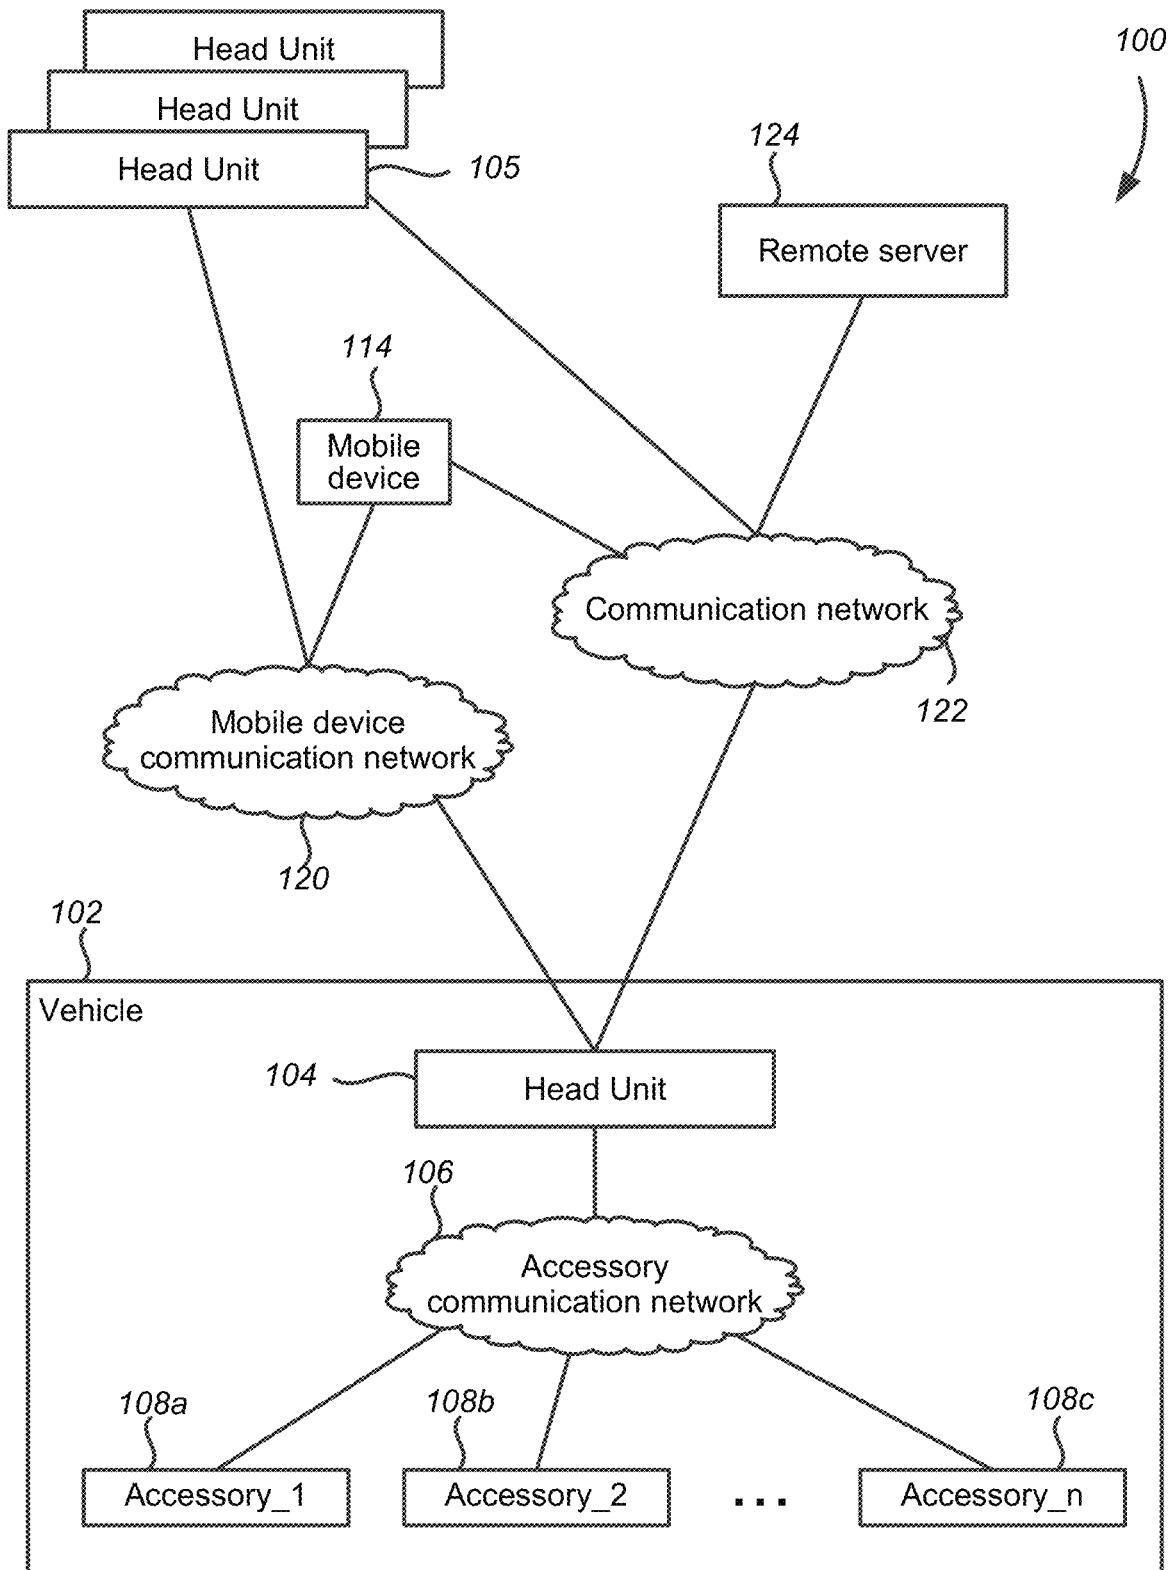 Head Unit
100
Head Unit
124
Head Unit
105
Remote server
114
Mobile
device
Communication network
122
Mobile device
communication network
120
102
Vehicle
104
Head Unit
106
Accessory
communication network
108a
108b
108c
Accessory_1
Accessory_2
...
Accessory_n